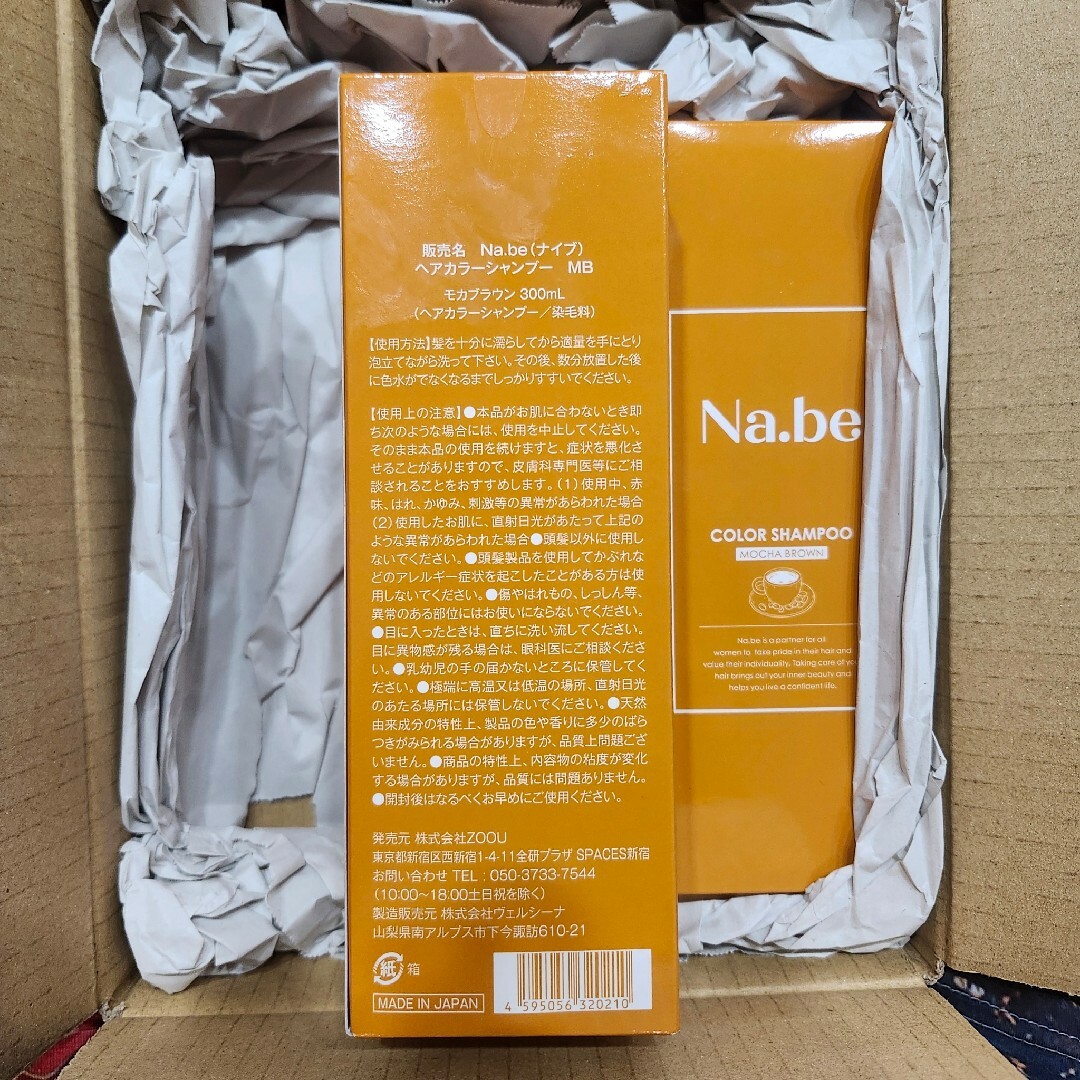 販売名 Na.be(ナイブ)
ヘアカラーシャンプー MB
モカブラウン 300mL
(ヘアカラーシャンプー/染毛料)
【使用方法】髪を十分に濡らしてから適量を手にとり
泡立てながら洗って下さい。その後、数分放置した後
に色水がでなくなるまでしっかりすすいでください。
【使用上の注意】●本品がお肌に合わないとき即
ち次のような場合には、使用を中止してください。
そのまま本品の使用を続けますと、症状を悪化さ
せることがありますので、皮膚科専門医等にご相
談されることをおすすめします。(1)使用中、赤
味、はれ、かゆみ、刺激等の異常があらわれた場合
(2)使用したお肌に、直射日光があたって上記の
ような異常があらわれた場合●頭髪以外に使用し
ないでください。●頭髪製品を使用してかぶれな
どのアレルギー症状を起こしたことがある方は使
用しないでください。●傷やはれもの、しっしん等、
異常のある部位にはお使いにならないでください。
●目に入ったときは、直ちに洗い流してください。
目に異物感が残る場合は、眼科医にご相談くださ
い。●乳幼児の手の届かないところに保管してく
ださい。●極端に高温又は低温の場所、直射日光
のあたる場所には保管しないでください。●天然
由来成分の特性上、製品の色や香りに多少のばら
つきがみられる場合がありますが、品質上問題ござ
いません。●商品の特性上、内容物の粘度が変化
する場合がありますが、品質には問題ありません。
●開封後はなるべくお早めにご使用ください。
発売元 株式会社ZOOU
東京都新宿区西新宿1-4-11全研プラザ SPACES新宿
お問い合わせ TEL : 050-3733-7544
(10:00〜18:00土日祝を除く)
製造販売元 株式会社ヴェルシーナ
山梨県南アルプス市下今諏訪610-21
紙 箱
MADE IN JAPAN
4 595056 320210
Na.be
COLOR SHAMPOO
MOCHA BROWN
Na.be is a partner for all
women to take pride in their hair and
value their individuality. Taking care of you
hair brings out your inner beauty and
helps you live a confident life.